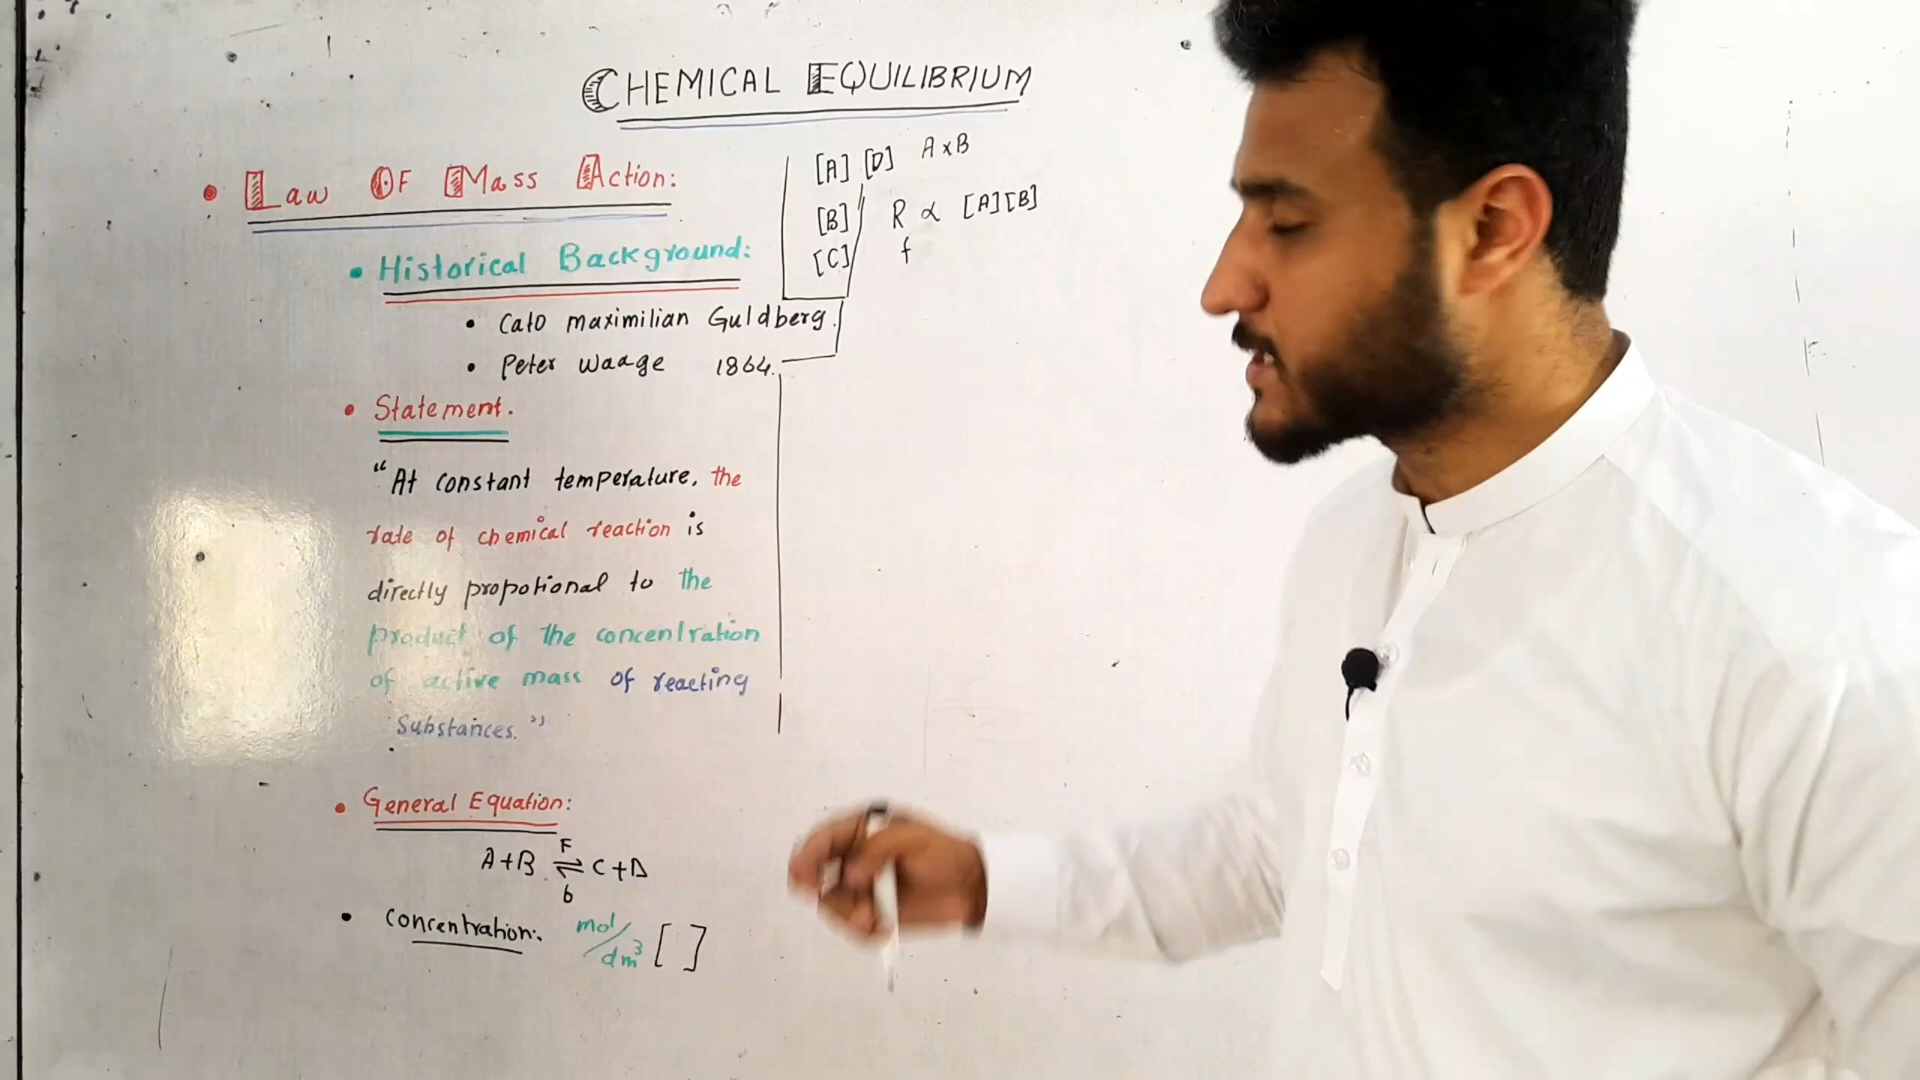 CHEMICAL EQUILIBRIUM
• LAW OF MASS ACTION:
• Historical Background:
• Cato maximilian Guldberg.
• Peter Waage 1864.
• Statement.
“At constant temperature, the
rate of chemical reaction is
directly propotional to the
product of the concentration
of active mass of reacting
Substances.”
• General Equation:
F
A+B ⇌ C+D
b
• Concentration:. mol/dm³ [ ]
[A] [D] A×B
[B] R ∝ [A][B]
[C] f